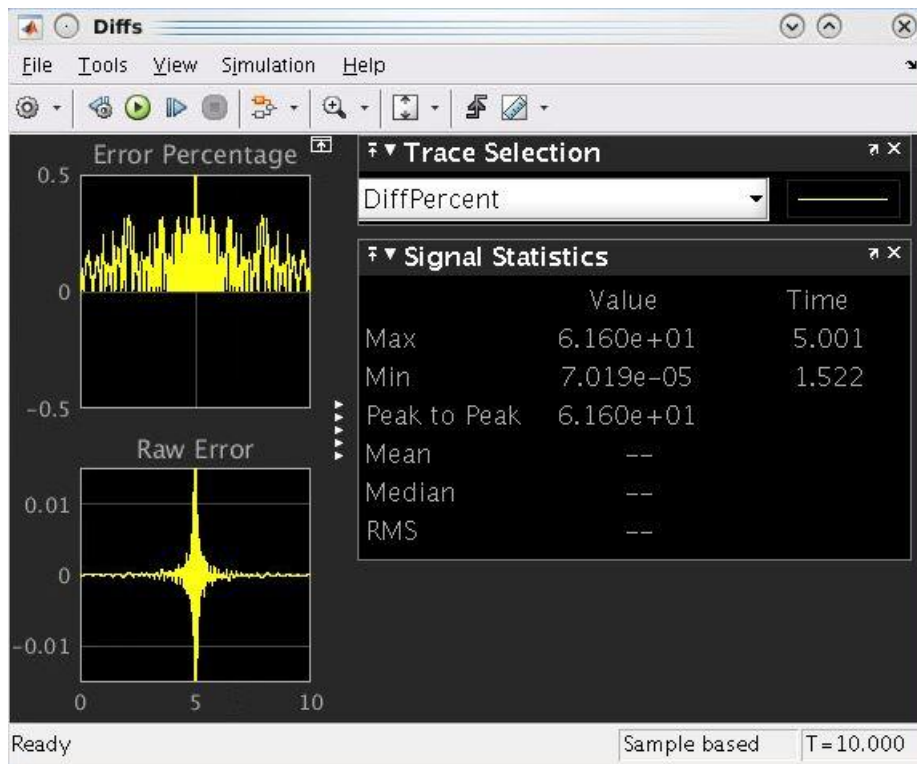 Diffs
File Tools View Simulation Help
Error Percentage
0.5
0
-0.5
Raw Error
0.01
0
-0.01
0 5 10
Trace Selection
DiffPercent
Signal Statistics
Value Time
Max 6.160e+01 5.001
Min 7.019e-05 1.522
Peak to Peak 6.160e+01
Mean --
Median --
RMS --
Ready Sample based T=10.000